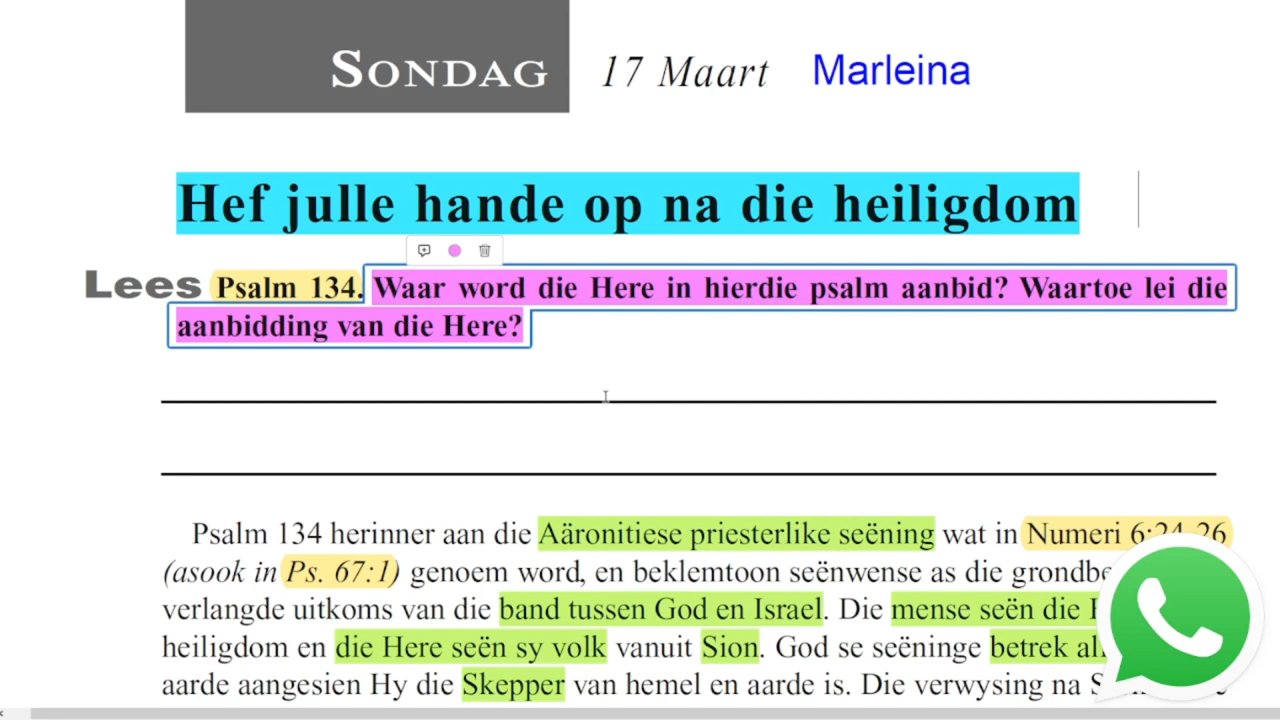 SONDAG 17 Maart Marleina
Hef julle hande op na die heiligdom
Lees Psalm 134. Waar word die Here in hierdie psalm aanbid? Waartoe lei die
aanbidding van die Here?
Psalm 134 herinner aan die Aäronitiese priesterlike seëning wat in Numeri 6:24-26
(asook in Ps. 67:1) genoem word, en beklemtoon seënwense as die
verlangde uitkoms van die band tussen God en Israel. Die mense seën die
heiligdom en die Here seën sy volk vanuit Sion. God se seëninge betrek
aarde aangesien Hy die Skepper van hemel en aarde is. Die verwysing na